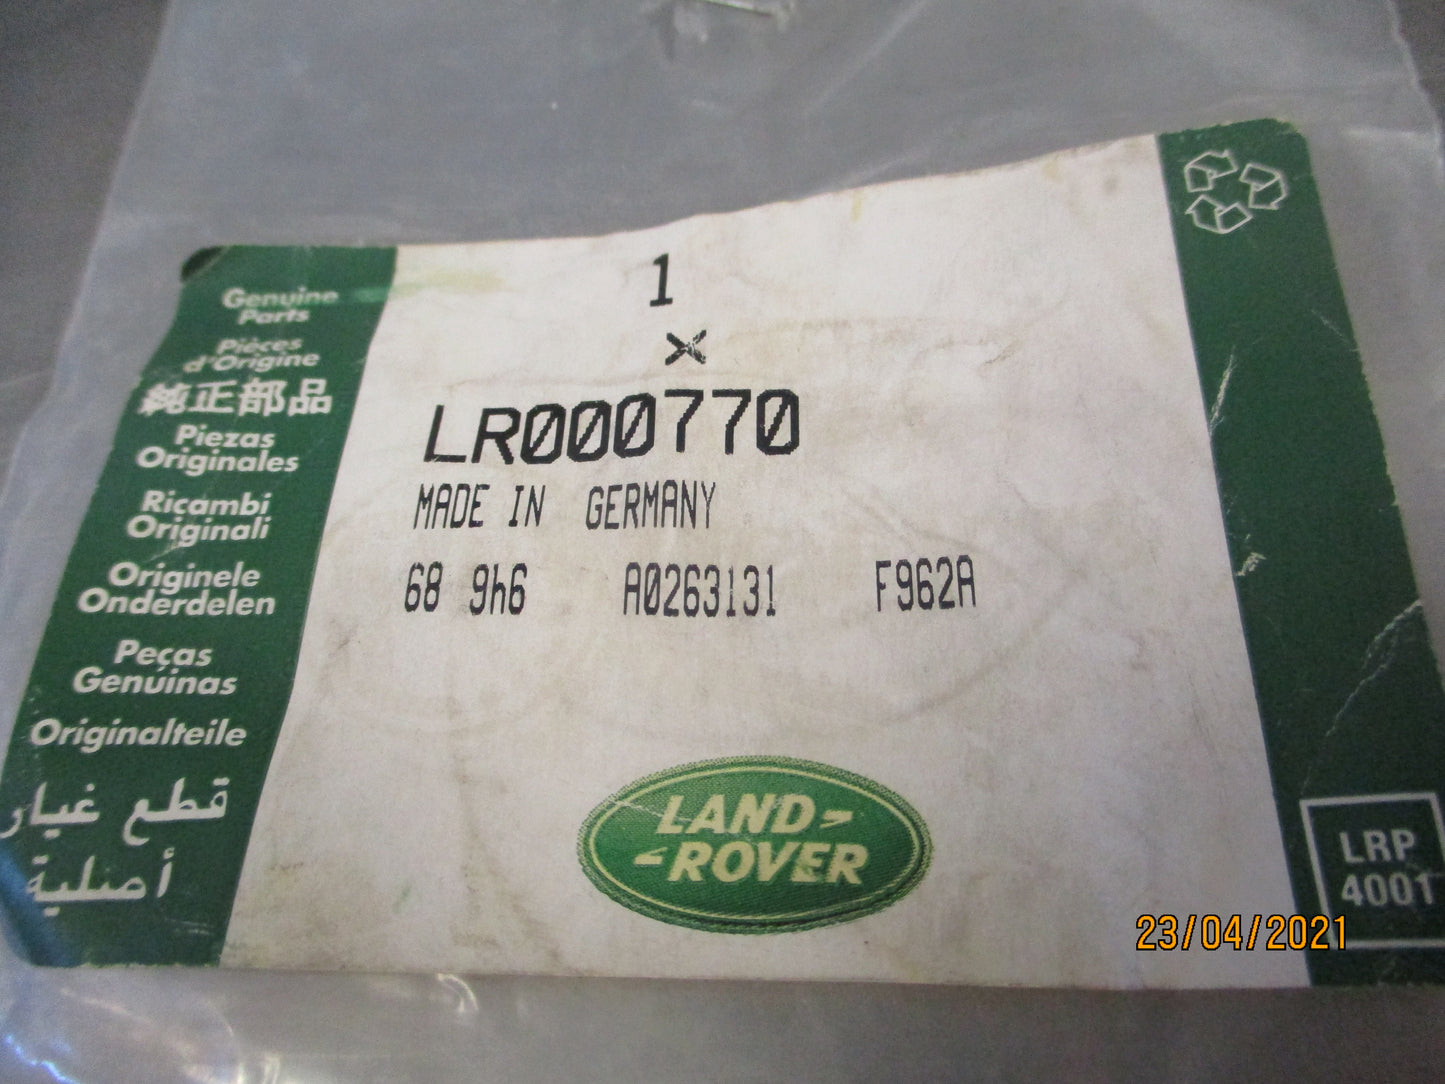 Genuine
Parts
Pièces
d'Origine
純正部品
Piezas
Originales
Ricambi
Originali
Originele
Onderdelen
Peças
Genuinas
Originalteile
قطع غيار
أصلية
1
X
LR000770
MADE IN GERMANY
68 9h6 A0263131 F962A
LAND-
-ROVER
LRP
4001
23/04/2021